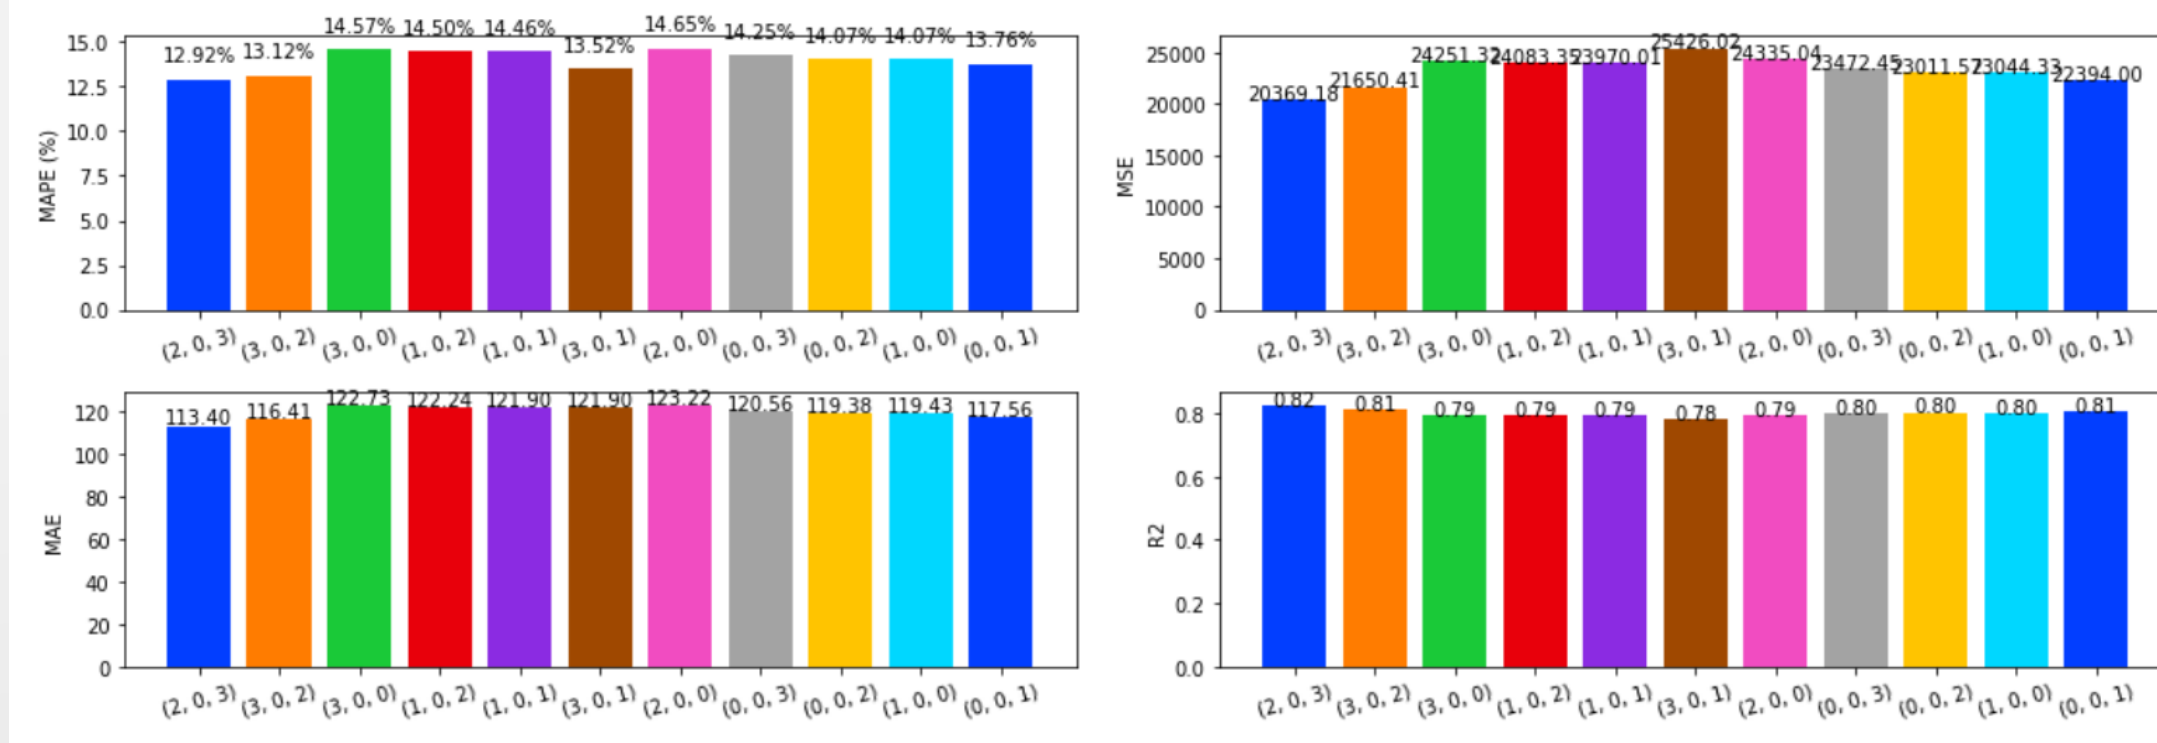 14.57% 14.50% 14.46% 14.65% 14.25% 14.07% 14.07% 13.76%
12.92% 13.12% 13.52%
15.0
12.5
10.0
7.5
5.0
2.5
0.0
MAPE (%)
(2, 0, 3) (3, 0, 2) (3, 0, 0) (1, 0, 2) (1, 0, 1) (3, 0, 1) (2, 0, 0) (0, 0, 3) (0, 0, 2) (1, 0, 0) (0, 0, 1)
20369.18 21650.41 24251.32 24083.35 23970.01 25426.02 24335.04 23472.45 23011.57 23044.33 22394.00
25000
20000
15000
10000
5000
0
MSE
(2, 0, 3) (3, 0, 2) (3, 0, 0) (1, 0, 2) (1, 0, 1) (3, 0, 1) (2, 0, 0) (0, 0, 3) (0, 0, 2) (1, 0, 0) (0, 0, 1)
113.40 116.41 122.73 122.24 121.90 121.90 123.22 120.56 119.38 119.43 117.56
120
100
80
60
40
20
0
MAE
(2, 0, 3) (3, 0, 2) (3, 0, 0) (1, 0, 2) (1, 0, 1) (3, 0, 1) (2, 0, 0) (0, 0, 3) (0, 0, 2) (1, 0, 0) (0, 0, 1)
0.82 0.81 0.79 0.79 0.79 0.78 0.79 0.80 0.80 0.80 0.81
0.8
0.6
0.4
0.2
0.0
R2
(2, 0, 3) (3, 0, 2) (3, 0, 0) (1, 0, 2) (1, 0, 1) (3, 0, 1) (2, 0, 0) (0, 0, 3) (0, 0, 2) (1, 0, 0) (0, 0, 1)